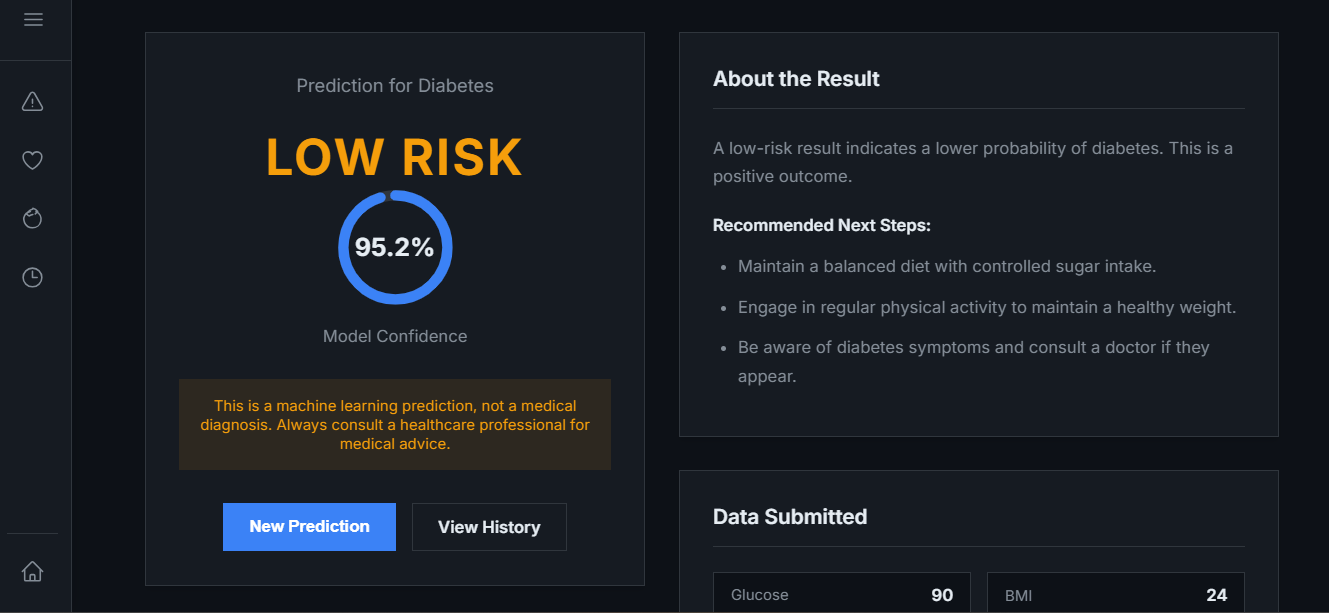 Prediction for Diabetes
LOW RISK
95.2%
Model Confidence
This is a machine learning prediction, not a medical
diagnosis. Always consult a healthcare professional for
medical advice.
New Prediction
View History
About the Result
A low-risk result indicates a lower probability of diabetes. This is a
positive outcome.
Recommended Next Steps:
• Maintain a balanced diet with controlled sugar intake.
• Engage in regular physical activity to maintain a healthy weight.
• Be aware of diabetes symptoms and consult a doctor if they
appear.
Data Submitted
Glucose 90
BMI 24